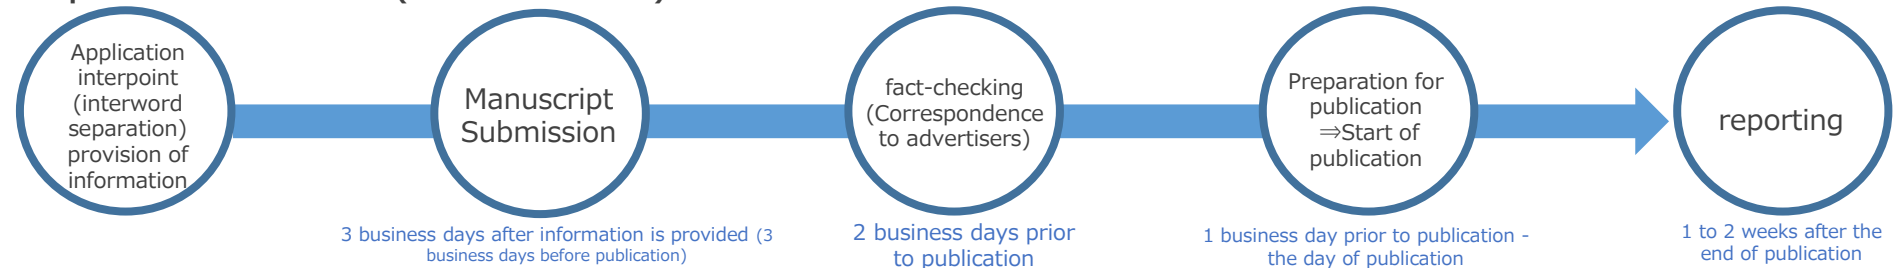 Application
interpoint
(interword
separation)
provision of
information
Manuscript
Submission
fact-checking
(Correspondence
to advertisers)
Preparation for
publication
⇒Start of
publication
reporting
3 business days after information is provided (3
business days before publication)
2 business days prior
to publication
1 business day prior to publication -
the day of publication
1 to 2 weeks after the
end of publication